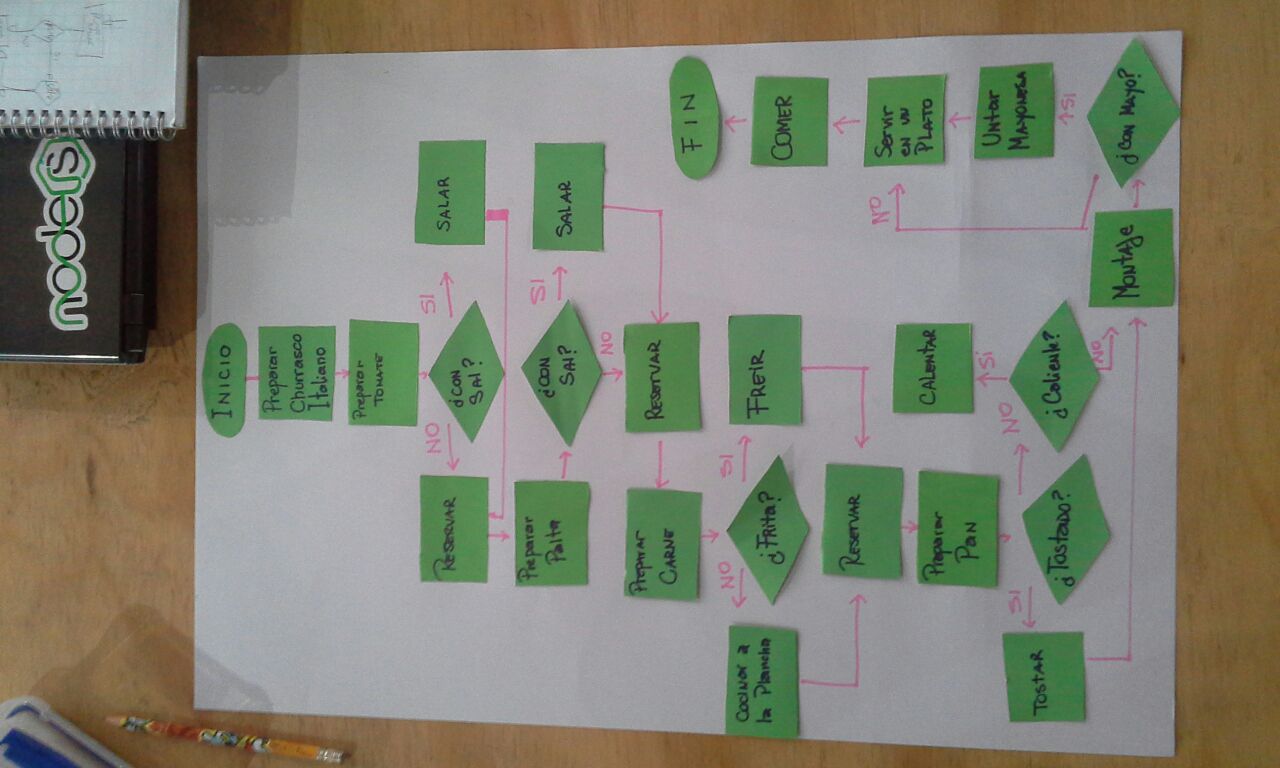 noders
INICIO
Preparar
Churrasco
Italiano
Preparar
TOMATE
¿CON
SAl?
SI
SALAR
NO
RESERVAR
Preparar
Palta
¿CON
SAl?
SI
SALAR
NO
RESERVAR
Preparar
CARNE
¿Frita?
SI
FREIR
NO
Cocinar a
la Plancha
RESERVAR
Preparar
PAN
¿Tostado?
SI
TOSTAR
NO
¿Caliente?
SI
CALENTAR
NO
MONTAJE
¿CON MAYO?
SI
UNTAR
MAYONESA
NO
Servir
en un
PLATO
COMER
FIN